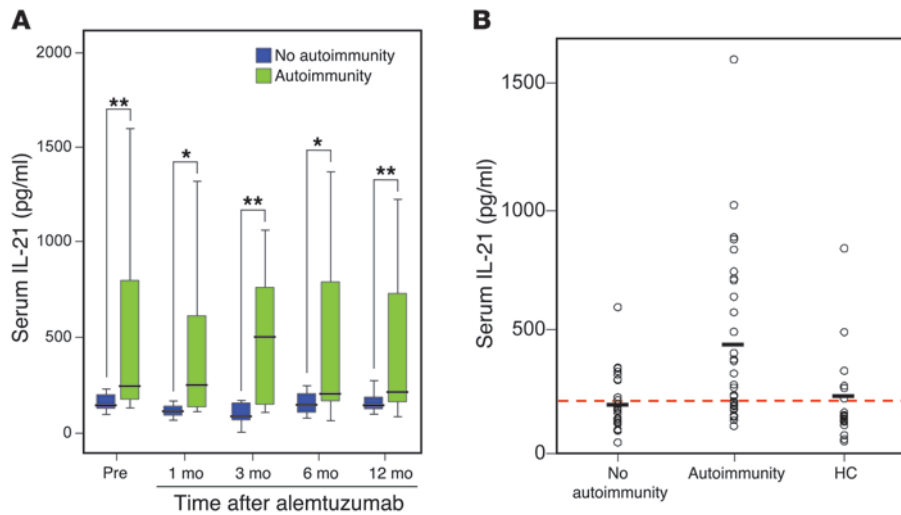 A
Serum IL-21 (pg/ml)
2000
1500
1000
500
0
No autoimmunity
Autoimmunity
**
*
**
*
**
Pre
1 mo
3 mo
6 mo
12 mo
Time after alemtuzumab
B
Serum IL-21 (pg/ml)
1500
1000
500
0
No
autoimmunity
Autoimmunity
HC